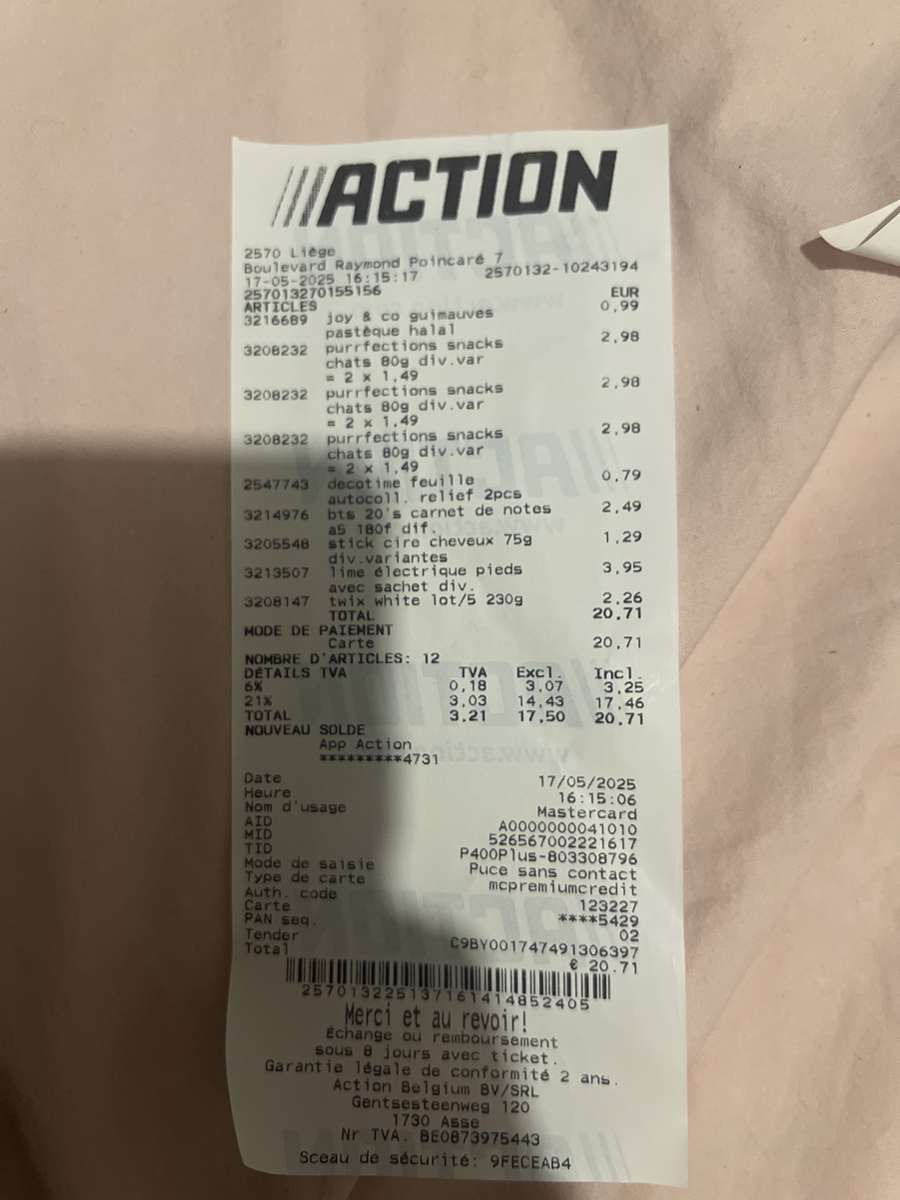 ACTION
2570 Liège
Boulevard Raymond Poincaré 7
17-05-2025 16:15:17 2570132-10243194
257013270155156 EUR
ARTICLES 0,99
3216689 joy & co guimauves
pastèque halal
3208232 purrfections snacks 2,98
chats 80g div.var
= 2 x 1,49
3208232 purrfections snacks 2,98
chats 80g div.var
= 2 x 1,49
3208232 purrfections snacks 2,98
chats 80g div.var
= 2 x 1,49
2547743 decotime feuille 0,79
autocoll. relief 2pcs
3214976 bts 20's carnet de notes 2,49
a5 180f dif.
3205548 stick cire cheveux 75g 1,29
div.variantes
3213507 lime électrique pieds 3,95
avec sachet div.
3208147 twix white lot/5 230g 2,26
TOTAL 20,71
MODE DE PAIEMENT
Carte 20,71
NOMBRE D'ARTICLES: 12
DÉTAILS TVA TVA Excl. Incl.
6% 0,18 3,07 3,25
21% 3,03 14,43 17,46
TOTAL 3,21 17,50 20,71
NOUVEAU SOLDE
App Action
*********4731
Date 17/05/2025
Heure 16:15:06
Nom d'usage Mastercard
AID A0000000041010
MID 526567002221617
TID P400Plus-803308796
Mode de saisie Puce sans contact
Type de carte mcpremiumcredit
Auth. code 123227
Carte ****5429
PAN seq. 02
Tender C9BY001747491306397
Total € 20.71
2570132251371614148524​05
Merci et au revoir!
Échange ou remboursement
sous 8 jours avec ticket.
Garantie légale de conformité 2 ans.
Action Belgium BV/SRL
Gentsesteenweg 120
1730 Asse
Nr TVA. BE0873975443
Sceau de sécurité: 9FECEAB4